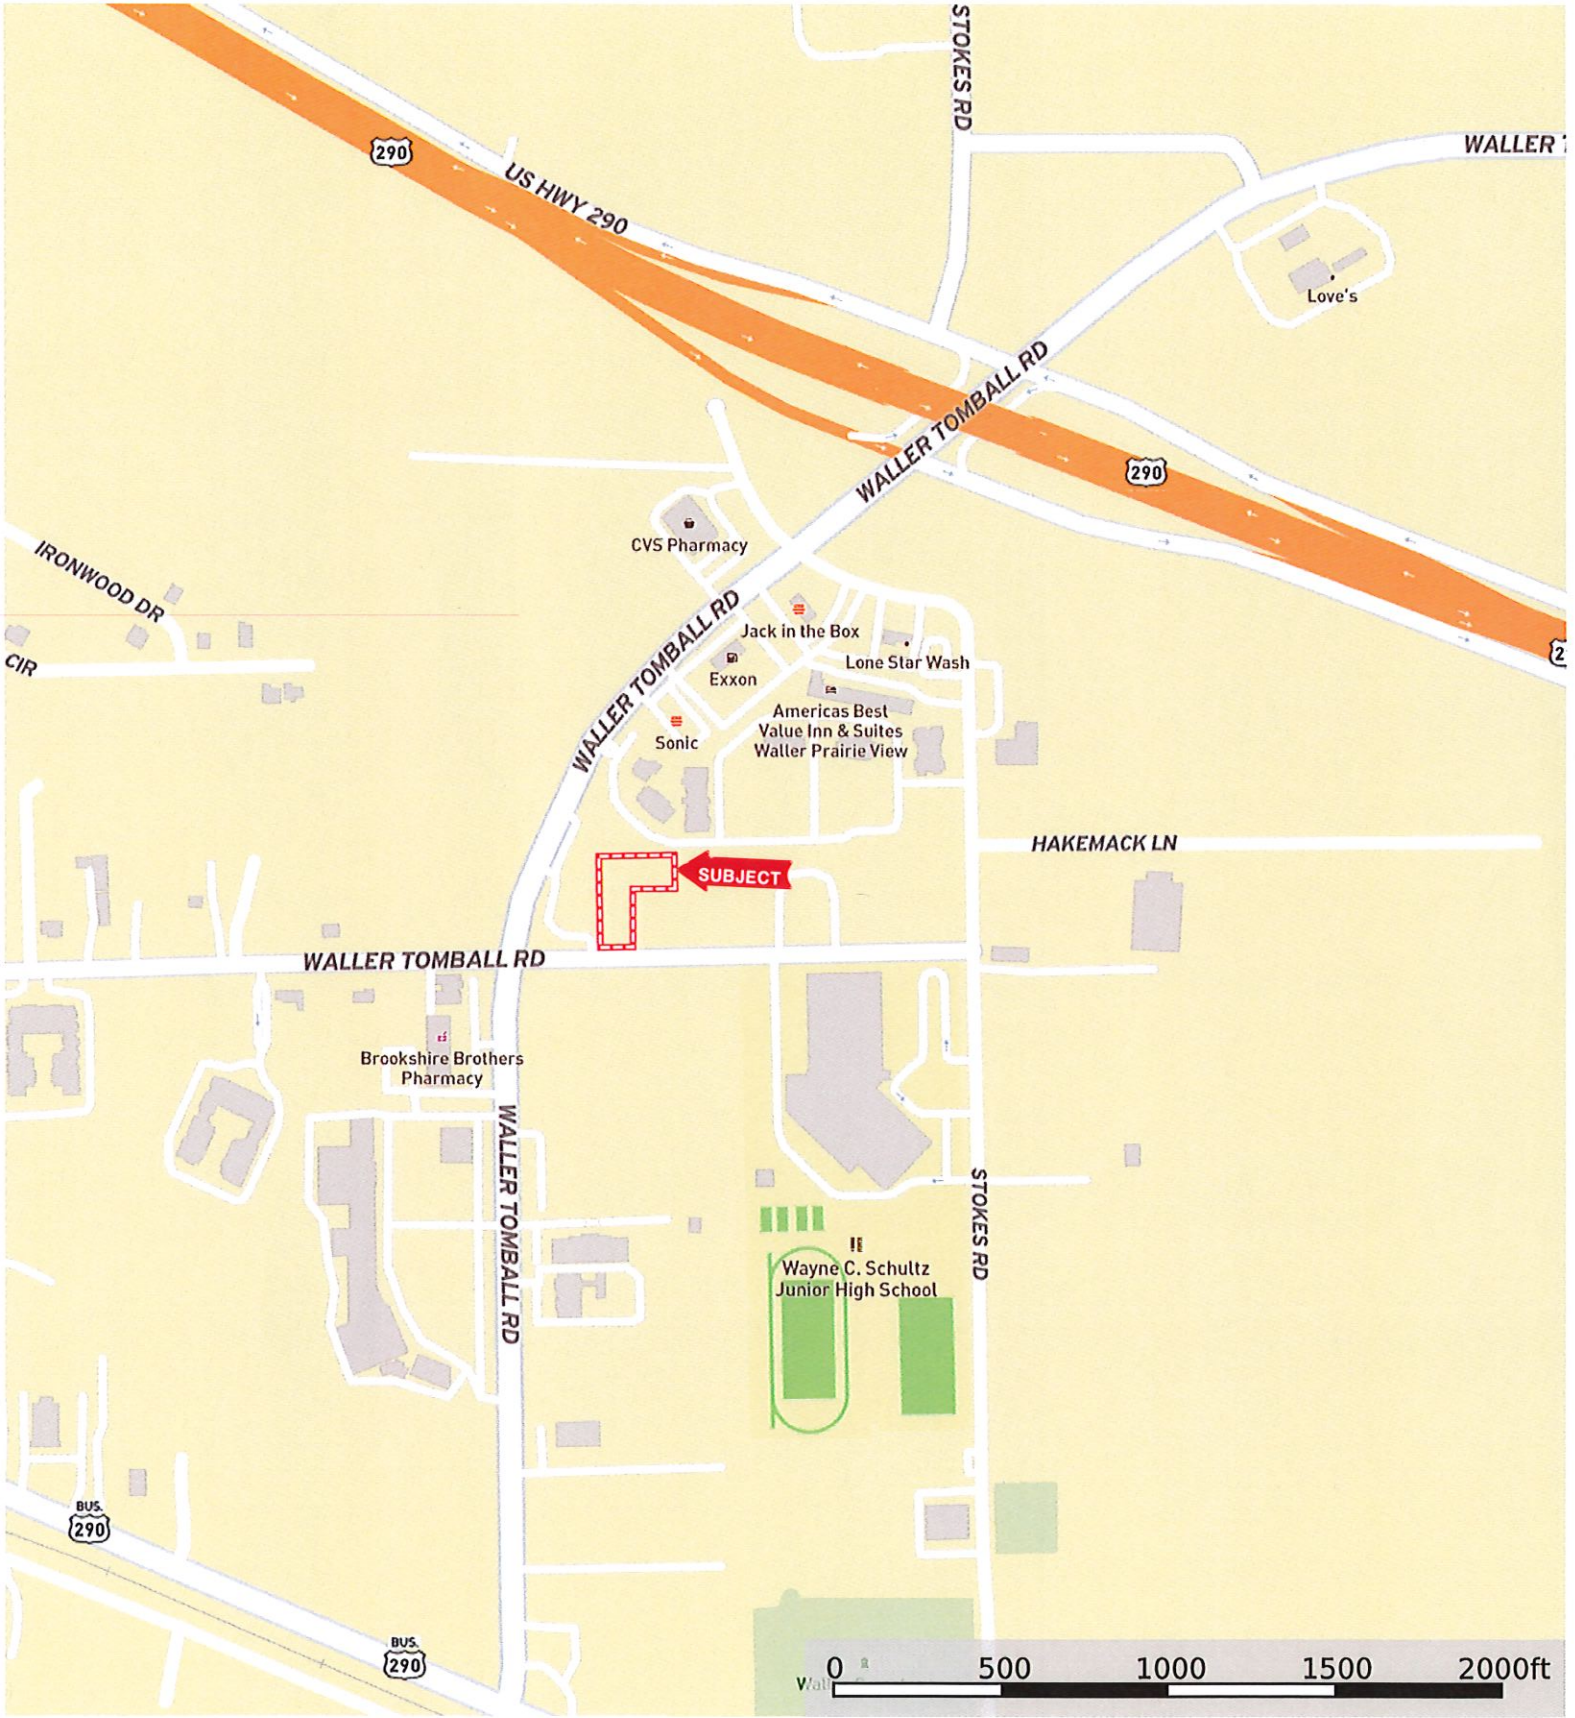 STOKES RD
290
WALLER T
US HWY 290
Love's
WALLER TOMBALL RD
290
CVS Pharmacy
IRONWOOD DR
WALLER TOMBALL RD
Jack in the Box
CIR
Lone Star Wash
2
Exxon
Americas Best
Value Inn & Suites
Waller Prairie View
Sonic
HAKEMACK LN
SUBJECT
WALLER TOMBALL RD
Brookshire Brothers
Pharmacy
WALLER TOMBALL RD
STOKES RD
Wayne C. Schultz
Junior High School
BUS.
290
BUS.
290
0 500 1000 1500 2000ft